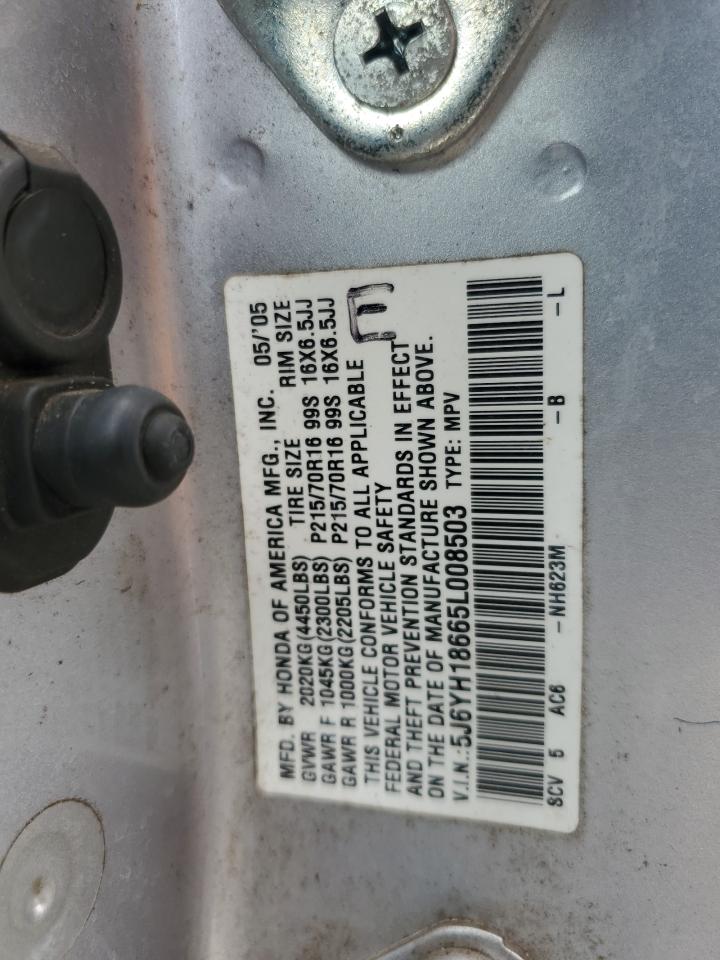 MFD. BY HONDA OF AMERICA MFG., INC. 05/'05
GVWR 2020KG(4450LBS) TIRE SIZE RIM SIZE
GAWR F 1045KG(2300LBS) P215/70R16 99S 16X6.5JJ
GAWR R 1000KG(2205LBS) P215/70R16 99S 16X6.5JJ
THIS VEHICLE CONFORMS TO ALL APPLICABLE
FEDERAL MOTOR VEHICLE SAFETY
AND THEFT PREVENTION STANDARDS IN EFFECT
ON THE DATE OF MANUFACTURE SHOWN ABOVE.
V.I.N.:5J6YH18665L008503 TYPE: MPV
SCV 5 AC6 -NH623M -B -L
E